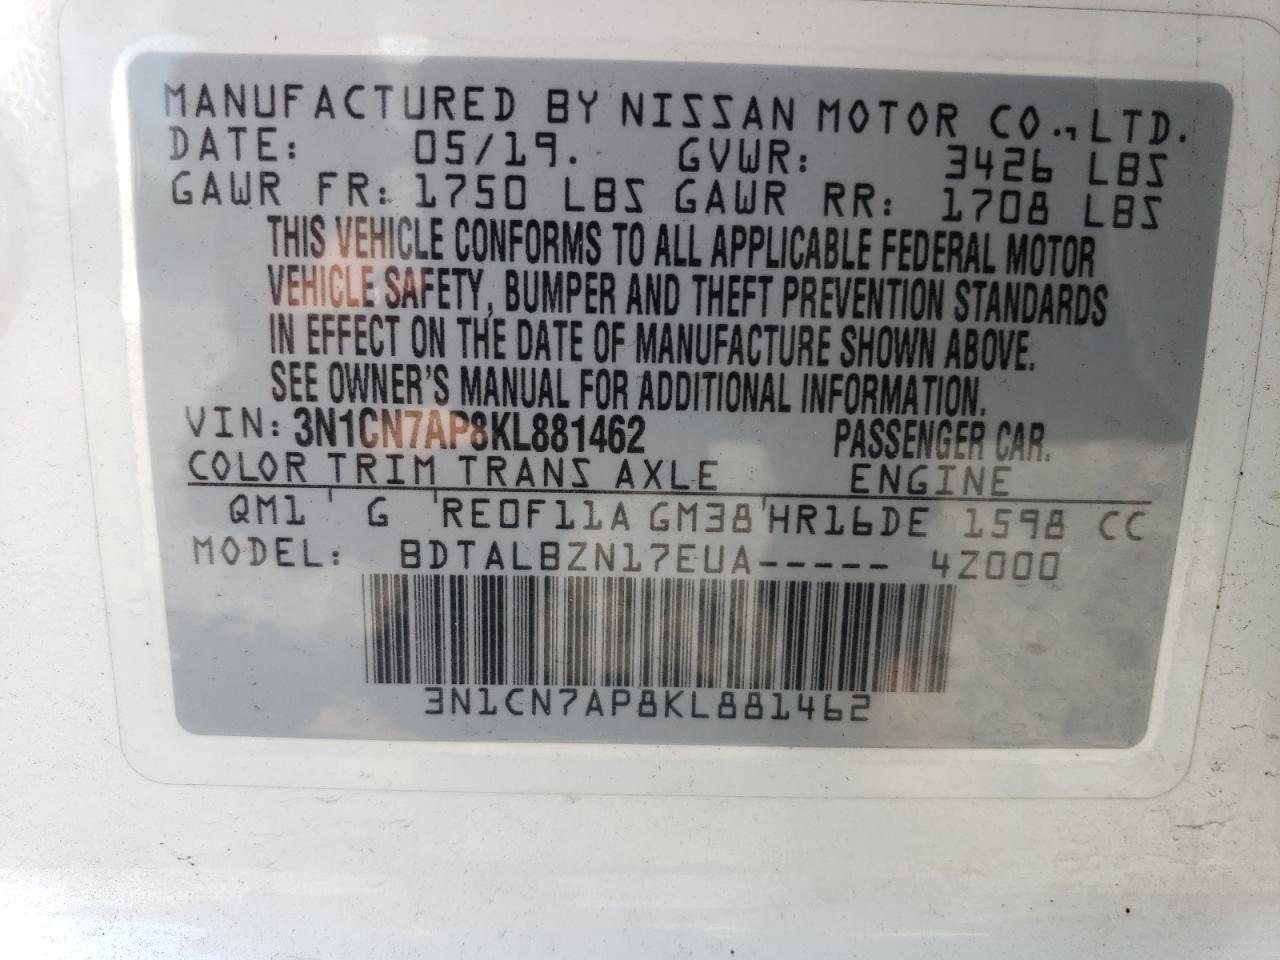 MANUFACTURED BY NISSAN MOTOR CO., LTD.
DATE: 05/19. GVWR: 3426 LBS
GAWR FR: 1750 LBS GAWR RR: 1708 LBS
THIS VEHICLE CONFORMS TO ALL APPLICABLE FEDERAL MOTOR
VEHICLE SAFETY, BUMPER AND THEFT PREVENTION STANDARDS
IN EFFECT ON THE DATE OF MANUFACTURE SHOWN ABOVE.
SEE OWNER'S MANUAL FOR ADDITIONAL INFORMATION.
VIN: 3N1CN7AP8KL881462 PASSENGER CAR.
COLOR TRIM TRANS AXLE ENGINE
QM1 ' G ' RE0F11A GM38 ' HR16DE 1598 CC
MODEL: BDTALBZN17EUA----- 4Z000
3N1CN7AP8KL881462